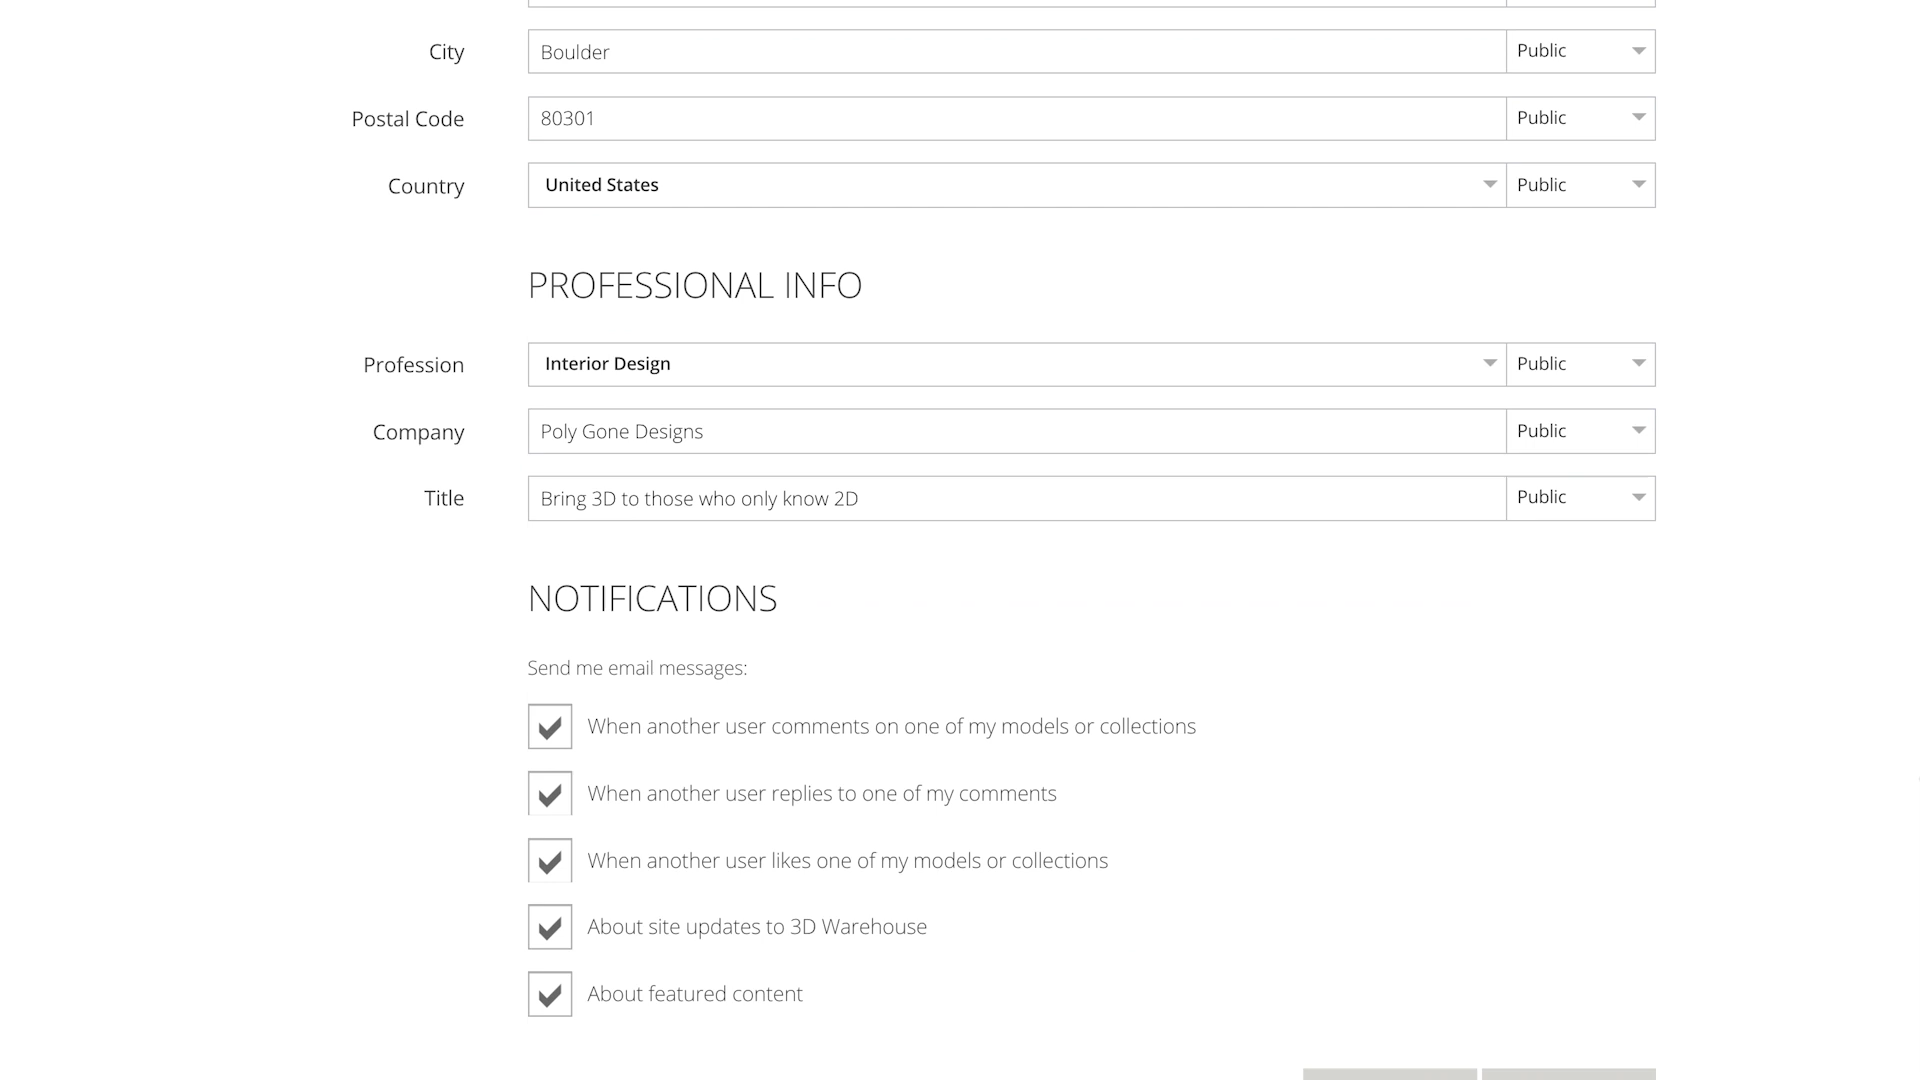 City Boulder Public
Postal Code 80301 Public
Country United States Public
PROFESSIONAL INFO
Profession Interior Design Public
Company Poly Gone Designs Public
Title Bring 3D to those who only know 2D Public
NOTIFICATIONS
Send me email messages:
When another user comments on one of my models or collections
When another user replies to one of my comments
When another user likes one of my models or collections
About site updates to 3D Warehouse
About featured content